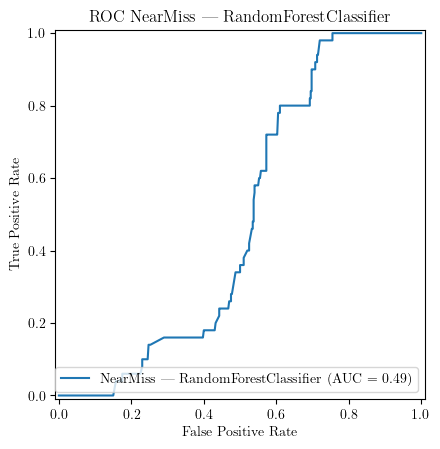 ROC NearMiss — RandomForestClassifier
1.0
0.8
0.6
0.4
0.2
0.0
True Positive Rate
NearMiss — RandomForestClassifier (AUC = 0.49)
0.0 0.2 0.4 0.6 0.8 1.0
False Positive Rate